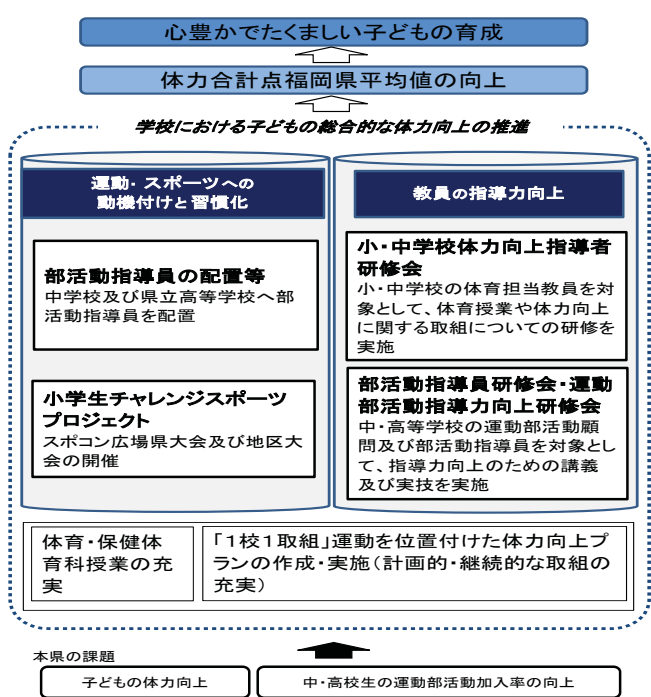 心豊かでたくましい子どもの育成
体力合計点福岡県平均値の向上
学校における子どもの総合的な体力向上の推進
運動・スポーツへの
動機付けと習慣化
部活動指導員の配置等
中学校及び県立高等学校へ部
活動指導員を配置
小学生チャレンジスポーツ
プロジェクト
スポコン広場県大会及び地区大
会の開催
教員の指導力向上
小・中学校体力向上指導者
研修会
小・中学校の体育担当教員を対
象として、体育授業や体力向上
に関する取組についての研修を
実施
部活動指導員研修会・運動
部活動指導力向上研修会
中・高等学校の運動部活動顧
問及び部活動指導員を対象とし
て、指導力向上のための講義
及び実技を実施
体育・保健体
育科授業の充
実
「1校1取組」運動を位置付けた体力向上プ
ランの作成・実施(計画的・継続的な取組の
充実)
本県の課題
子どもの体力向上
中・高校生の運動部活動加入率の向上